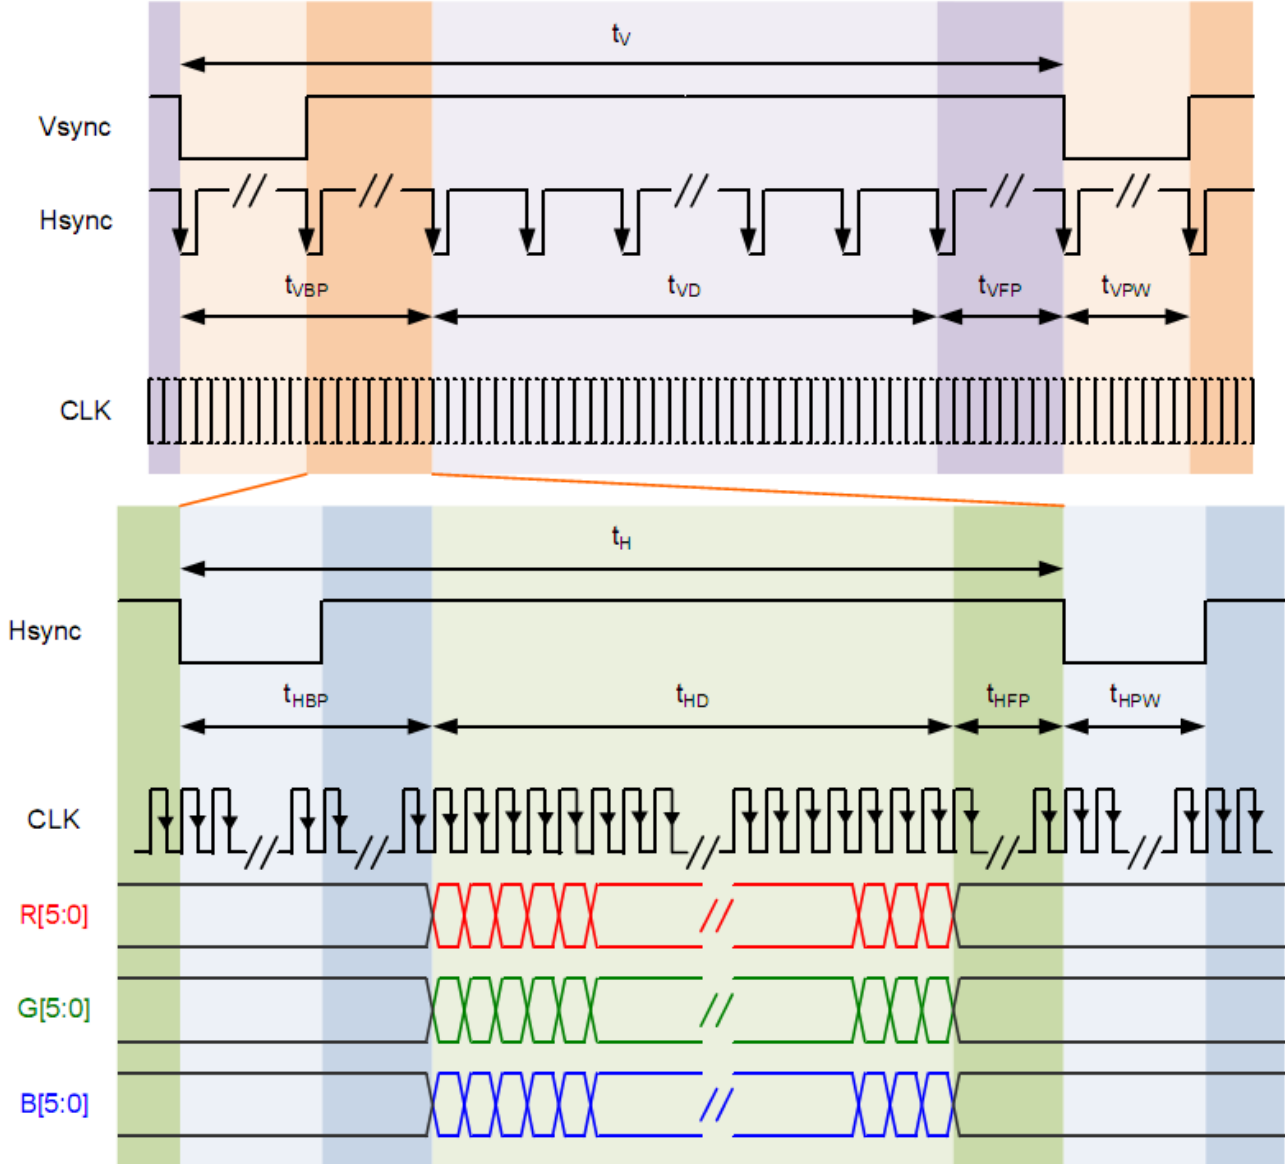 tV
Vsync
Hsync
tVBP
tVD
tVFP
tVPW
CLK
tH
Hsync
tHBP
tHD
tHFP
tHPW
CLK
R[5:0]
G[5:0]
B[5:0]